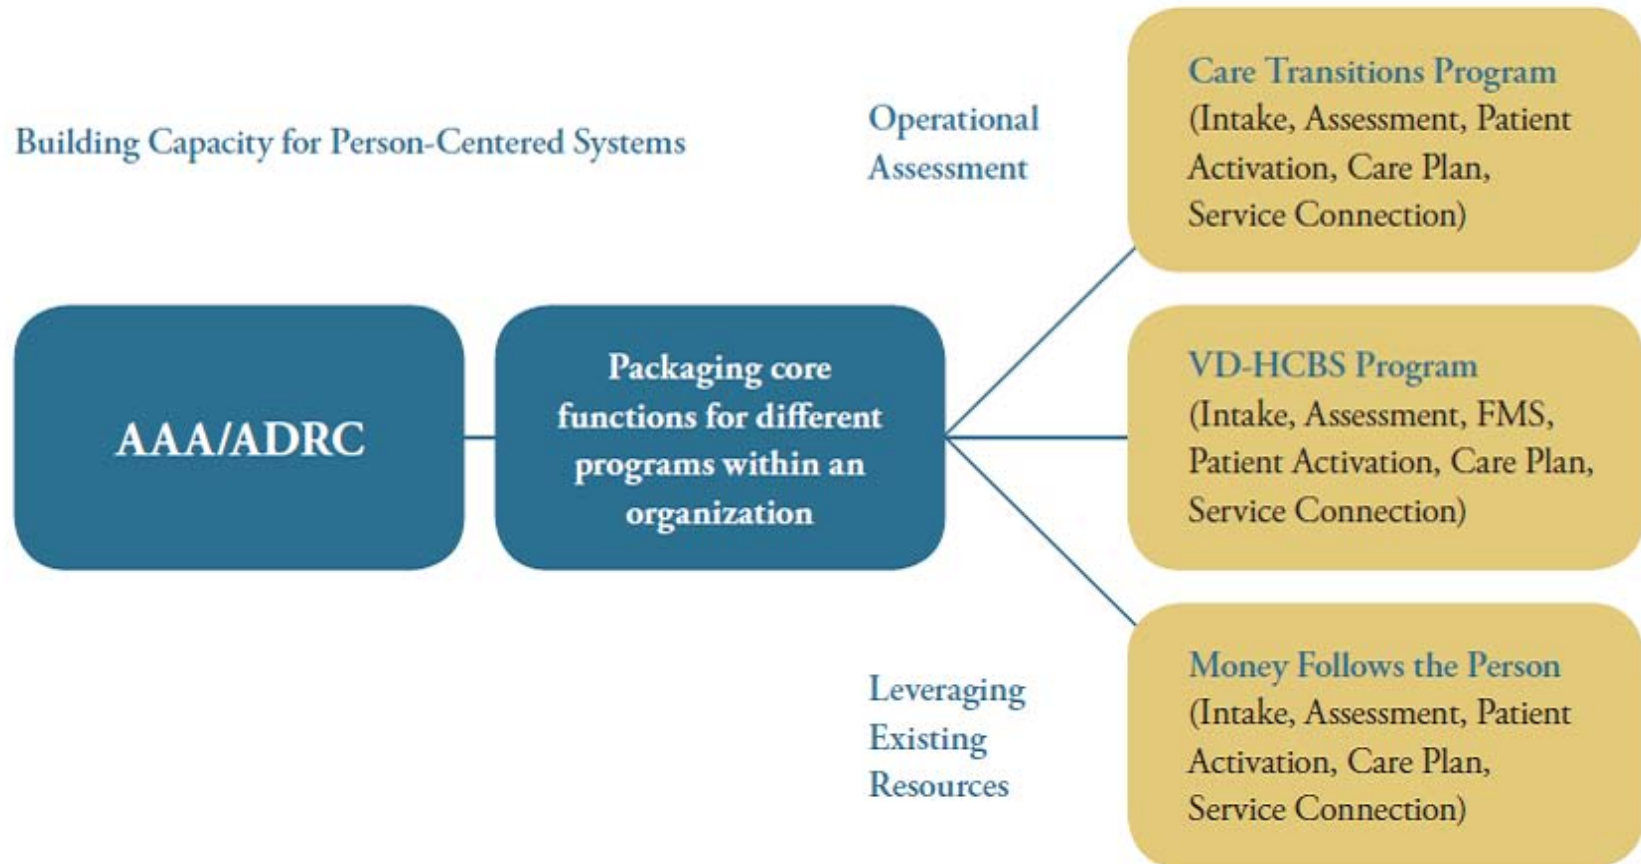 Building Capacity for Person-Centered Systems
Operational
Assessment
AAA/ADRC
Packaging core
functions for different
programs within an
organization
Leveraging
Existing
Resources
Care Transitions Program
(Intake, Assessment, Patient
Activation, Care Plan,
Service Connection)
VD-HCBS Program
(Intake, Assessment, FMS,
Patient Activation, Care Plan,
Service Connection)
Money Follows the Person
(Intake, Assessment, Patient
Activation, Care Plan,
Service Connection)